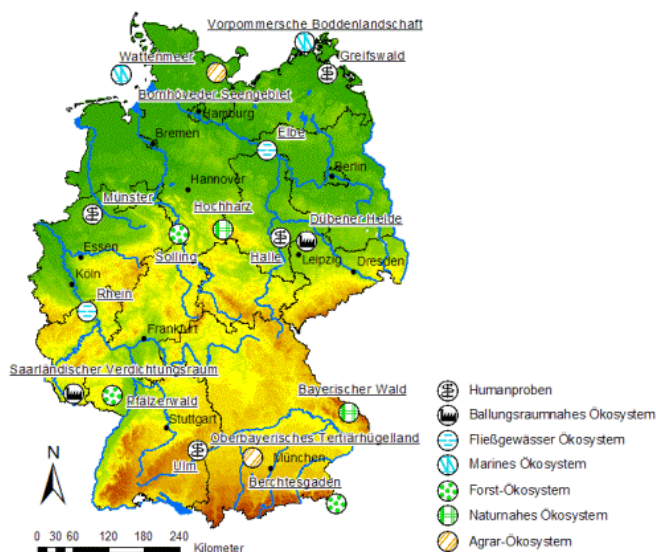 Vorpommersche Boddenlandschaft
Wattenmeer
Greifswald
Bornhöveder Seengebiet
Hamburg
Bremen
Elbe
Berlin
Hannover
Münster
Hochharz
Dübener Heide
Essen
Solling
Halle
Leipzig
Dresden
Köln
Rhein
Frankfurt
Saarländischer Verdichtungsraum
Pfälzerwald
Bayerischer Wald
Stuttgart
Oberbayerisches Tertiärhügelland
Ulm
München
Berchtesgaden
N
0 30 60 120 180 240
Kilometer
Humanproben
Ballungsraumnahes Ökosystem
Fließgewässer Ökosystem
Marines Ökosystem
Forst-Ökosystem
Naturnahes Ökosystem
Agrar-Ökosystem